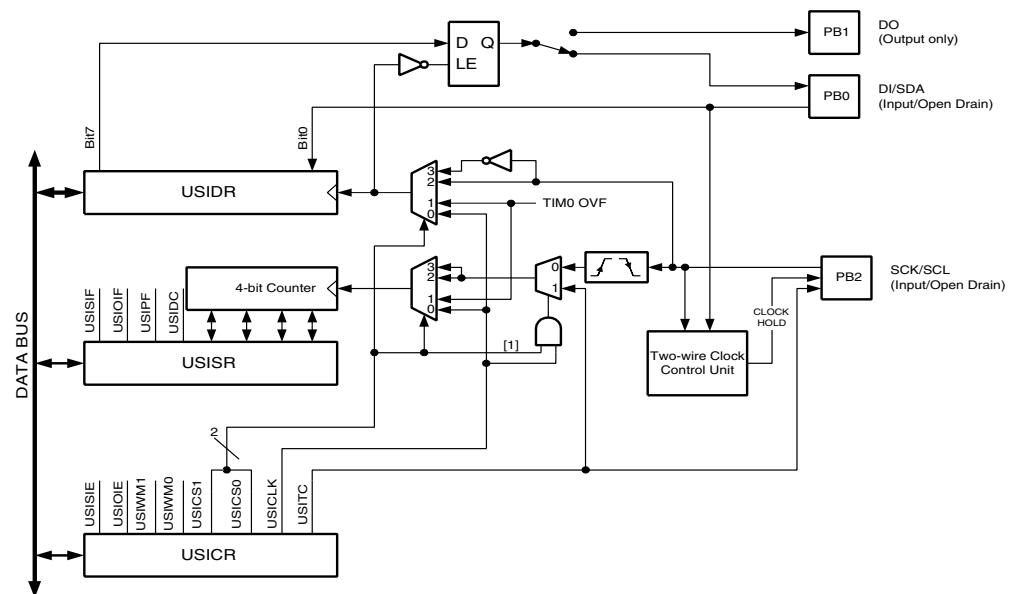 D Q
LE
PB1
DO
(Output only)
PB0
DI/SDA
(Input/Open Drain)
Bit7
Bit0
USIDR
3
2
1
0
TIM0 OVF
DATA BUS
USISIF
USIOIF
USIPF
USIDC
4-bit Counter
3
2
1
0
0
1
PB2
SCK/SCL
(Input/Open Drain)
CLOCK
HOLD
USISR
[1]
Two-wire Clock
Control Unit
2
USISIE
USIOIE
USIWM1
USIWM0
USICS1
USICS0
USICLK
USITC
USICR